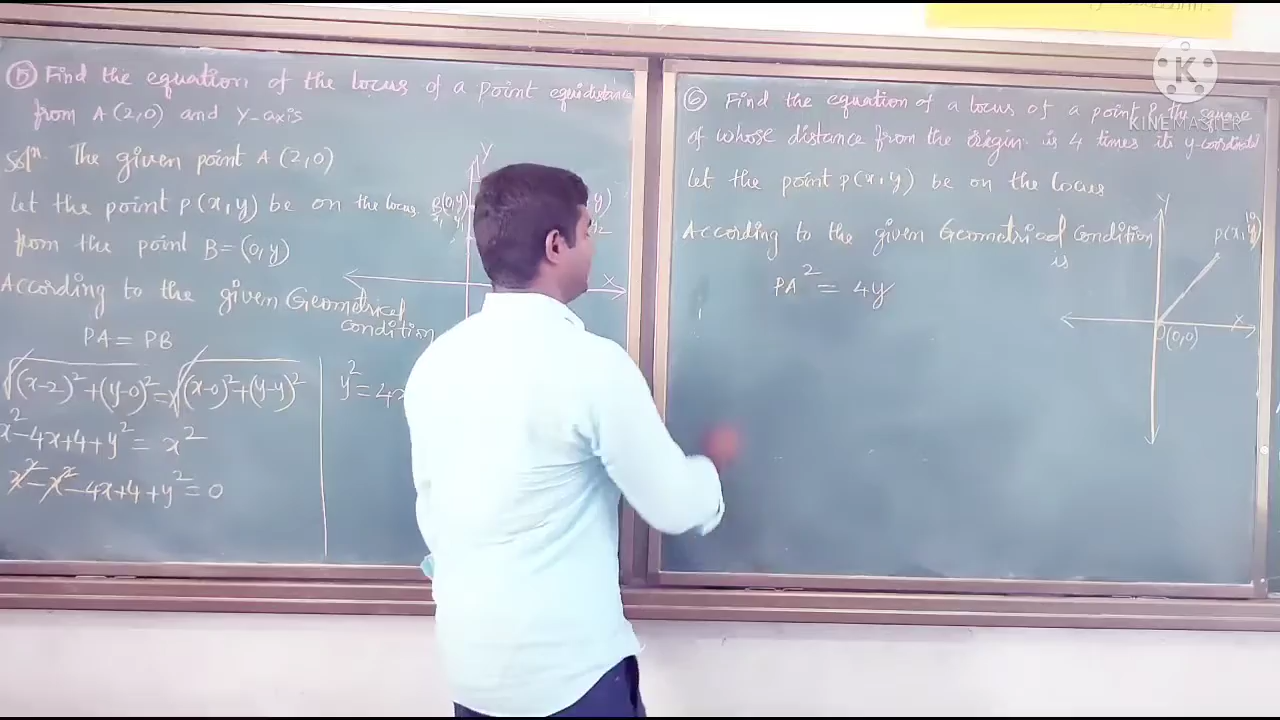 ⑤ Find the equation of the locus of a point equidistance
from A(2,0) and Y-axis
Solⁿ. The given point A (2,0)
Let the point P(x,y) be on the locus
from the point B=(0,y)
According to the given Geometrical
condition
PA = PB
√(x-2)²+(y-0)² = √(x-0)²+(y-y)²
x²-4x+4+y² = x²
x²-x²-4x+4+y²=0
y²=4x
Y
B(0,y)
x₁ y₁
y)
X
⑥ Find the equation of a locus of a point P, the square
of whose distance from the origin is 4 times its y-coordinate
Let the point P(x,y) be on the locus
According to the given Geometrical Condition
is
PA² = 4y
Y
P(x,y)
X
O(0,0)
K
KINEMASTER